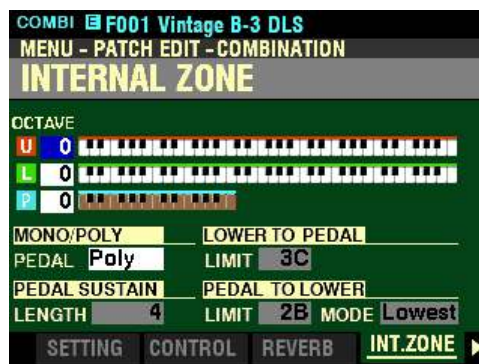 COMBI E F001 Vintage B-3 DLS
MENU - PATCH EDIT - COMBINATION
INTERNAL ZONE
OCTAVE
U 0
L 0
P 0
MONO/POLY LOWER TO PEDAL
PEDAL Poly LIMIT 3C
PEDAL SUSTAIN PEDAL TO LOWER
LENGTH 4 LIMIT 2B MODE Lowest
SETTING CONTROL REVERB INT.ZONE